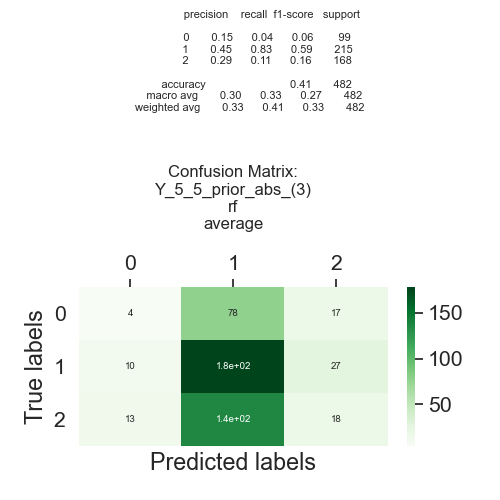 precision recall f1-score support
0 0.15 0.04 0.06 99
1 0.45 0.83 0.59 215
2 0.29 0.11 0.16 168
accuracy 0.41 482
macro avg 0.30 0.33 0.27 482
weighted avg 0.33 0.41 0.33 482
Confusion Matrix:
Y_5_5_prior_abs_(3)
rf
average
0 1 2
0 4 78 17
1 10 1.8e+02 27
2 13 1.4e+02 18
True labels
Predicted labels
150
100
50